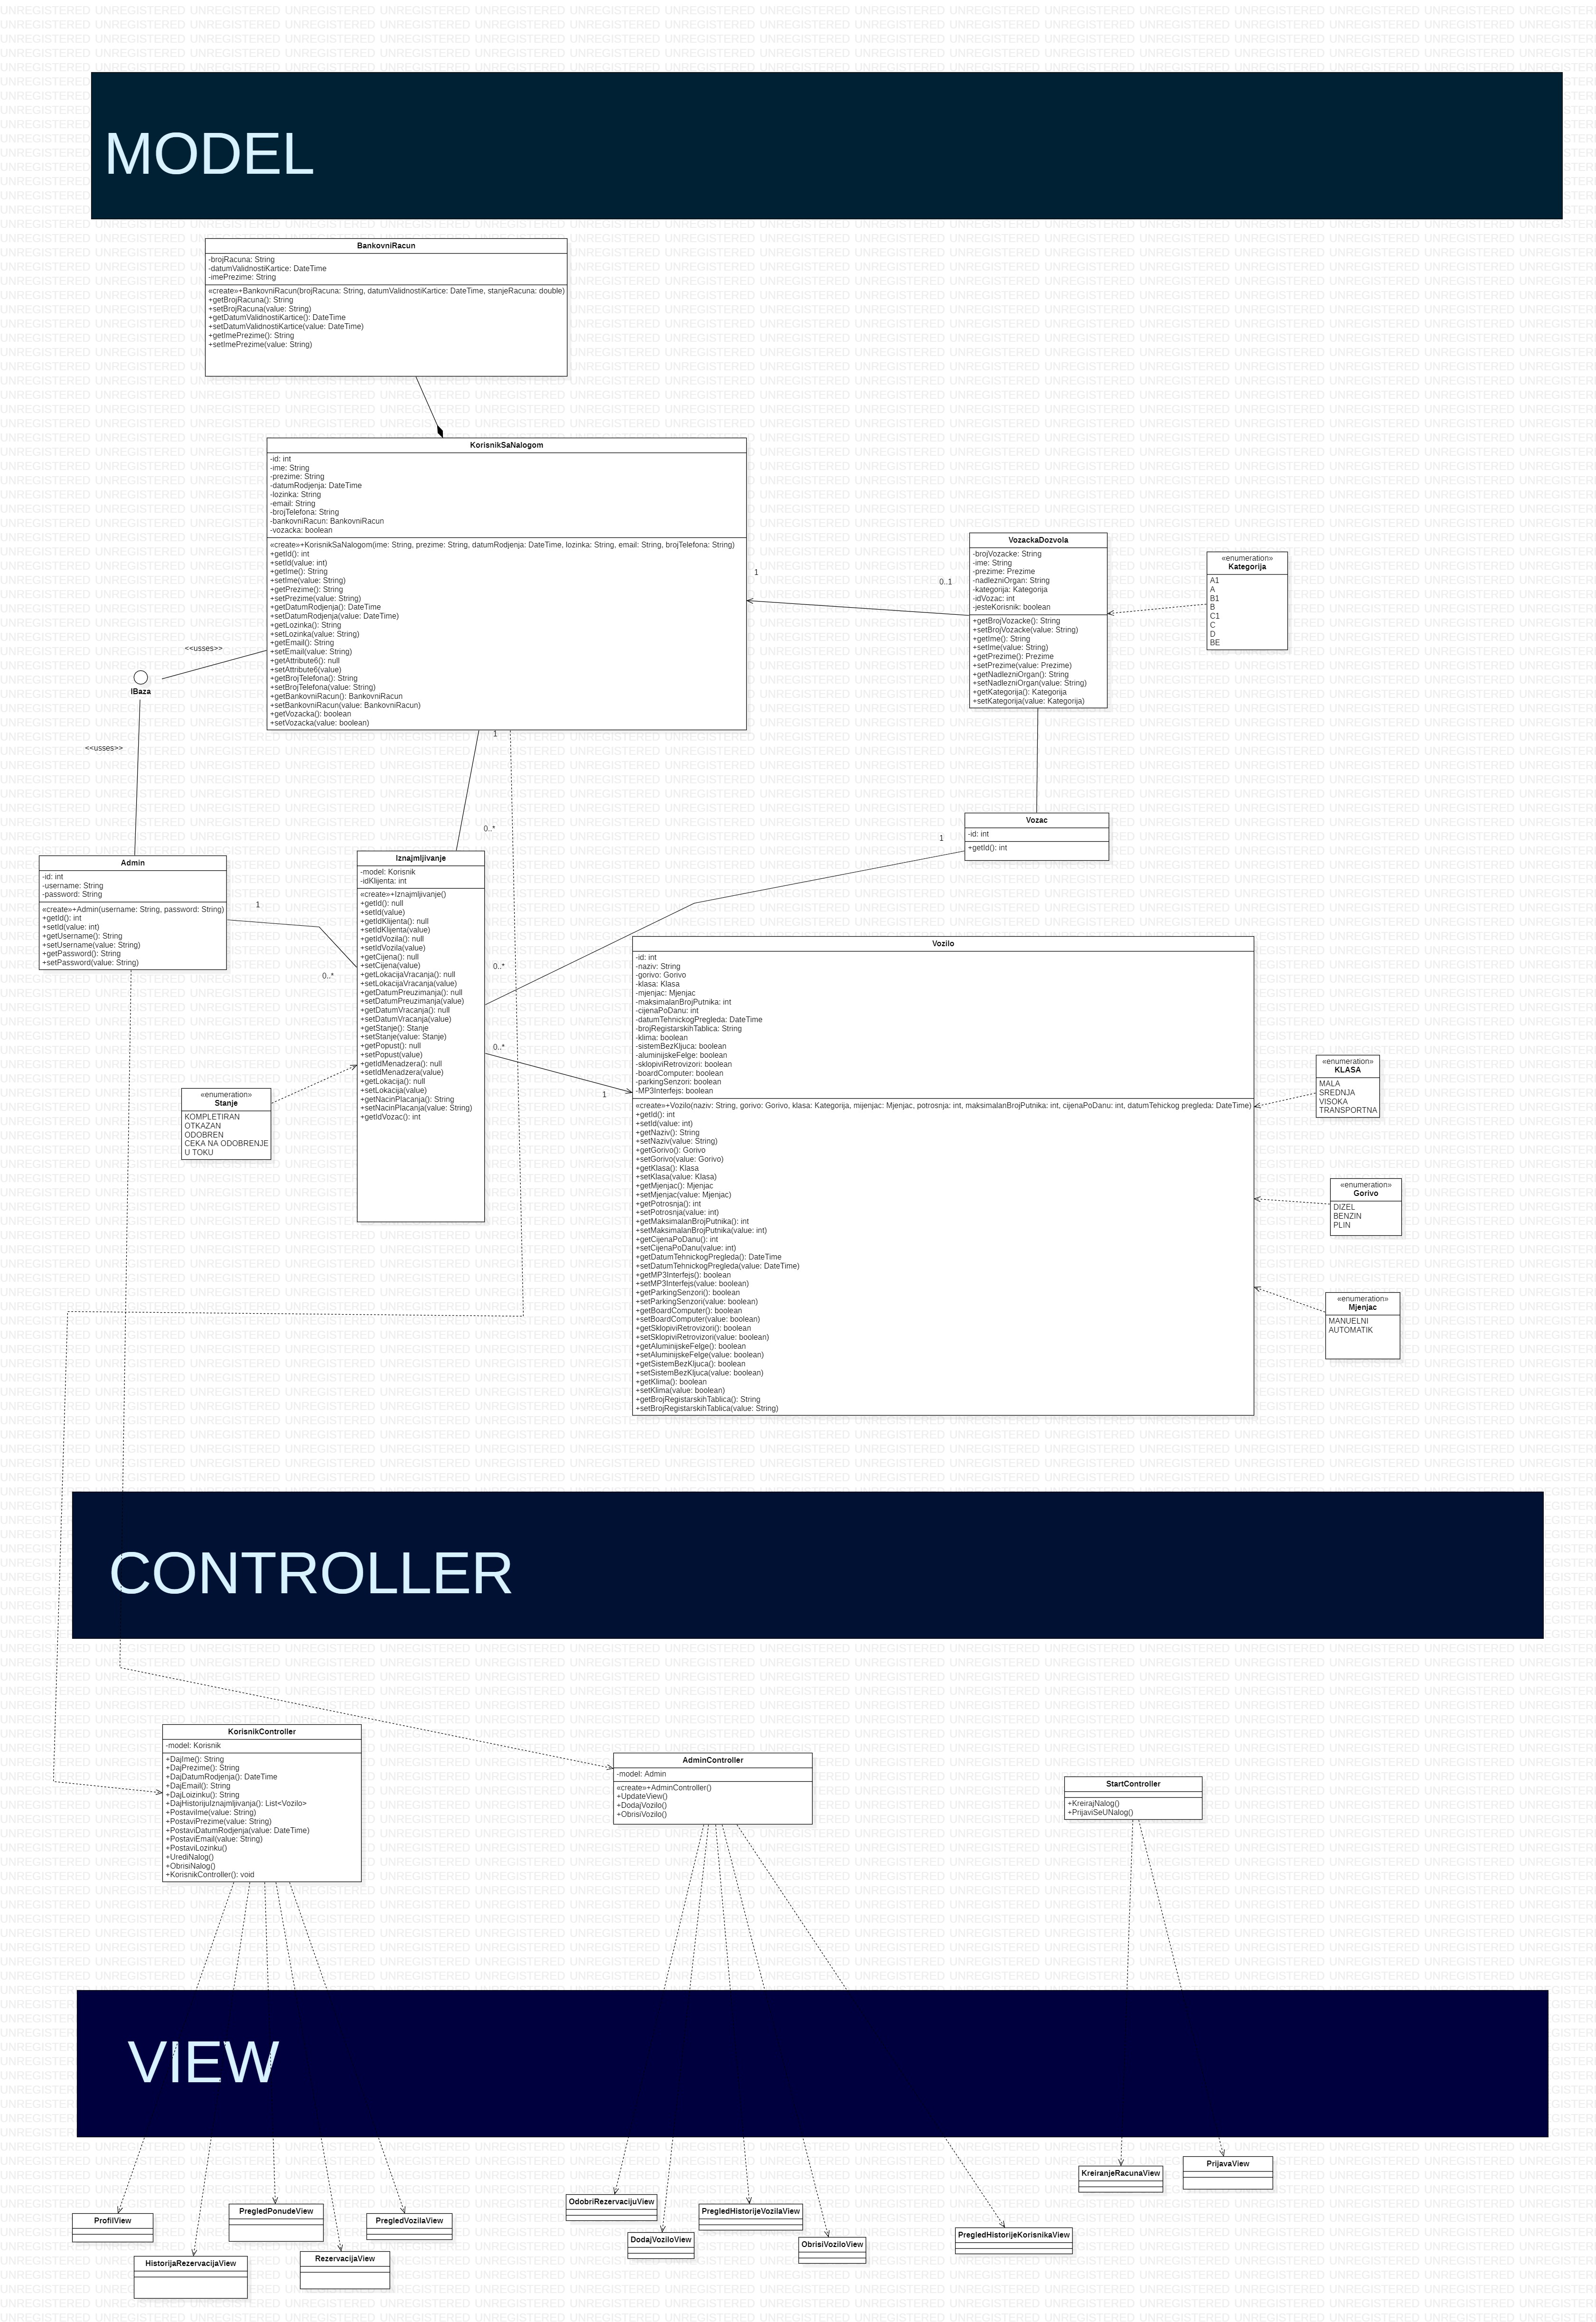 MODEL
BankovniRacun
-brojRacuna: String
-datumValidnostiKartice: DateTime
-imePrezime: String
«create»+BankovniRacun(brojRacuna: String, datumValidnostiKartice: DateTime, stanjeRacuna: double)
+getBrojRacuna(): String
+setBrojRacuna(value: String)
+getDatumValidnostiKartice(): DateTime
+setDatumValidnostiKartice(value: DateTime)
+getImePrezime(): String
+setImePrezime(value: String)
KorisnikSaNalogom
-id: int
-ime: String
-prezime: String
-datumRodjenja: DateTime
-lozinka: String
-email: String
-brojTelefona: String
-bankovniRacun: BankovniRacun
-vozacka: boolean
«create»+KorisnikSaNalogom(ime: String, prezime: String, datumRodjenja: DateTime, lozinka: String, email: String, brojTelefona: String)
+getId(): int
+setId(value: int)
+getIme(): String
+setIme(value: String)
+getPrezime(): String
+setPrezime(value: String)
+getDatumRodjenja(): DateTime
+setDatumRodjenja(value: DateTime)
+getLozinka(): String
+setLozinka(value: String)
+getEmail(): String
+setEmail(value: String)
+getAttribute6(): null
+setAttribute6(value)
+getBrojTelefona(): String
+setBrojTelefona(value: String)
+getBankovniRacun(): BankovniRacun
+setBankovniRacun(value: BankovniRacun)
+getVozacka(): boolean
+setVozacka(value: boolean)
1
0..1
VozackaDozvola
-brojVozacke: String
-ime: String
-prezime: Prezime
-nadlezniOrgan: String
-kategorija: Kategorija
-idVozac: int
-jesteKorisnik: boolean
+getBrojVozacke(): String
+setBrojVozacke(value: String)
+getIme(): String
+setIme(value: String)
+getPrezime(): Prezime
+setPrezime(value: Prezime)
+getNadlezniOrgan(): String
+setNadlezniOrgan(value: String)
+getKategorija(): Kategorija
+setKategorija(value: Kategorija)
«enumeration»
Kategorija
A1
A
B1
B
C1
C
D
BE
<<usses>>
IBaza
<<usses>>
1
0..*
Vozac
-id: int
+getId(): int
1
Admin
-id: int
-username: String
-password: String
«create»+Admin(username: String, password: String)
+getId(): int
+setId(value: int)
+getUsername(): String
+setUsername(value: String)
+getPassword(): String
+setPassword(value: String)
1
0..*
Iznajmljivanje
-model: Korisnik
-idKlijenta: int
«create»+Iznajmljivanje()
+getId(): null
+setId(value)
+getIdKlijenta(): null
+setIdKlijenta(value)
+getIdVozila(): null
+setIdVozila(value)
+getCijena(): null
+setCijena(value)
+getLokacijaVracanja(): null
+setLokacijaVracanja(value)
+getDatumPreuzimanja(): null
+setDatumPreuzimanja(value)
+getDatumVracanja(): null
+setDatumVracanja(value)
+getStanje(): Stanje
+setStanje(value: Stanje)
+getPopust(): null
+setPopust(value)
+getIdMenadzera(): null
+setIdMenadzera(value)
+getLokacija(): null
+setLokacija(value)
+getNacinPlacanja(): String
+setNacinPlacanja(value: String)
+getIdVozac(): int
0..*
0..*
1
«enumeration»
Stanje
KOMPLETIRAN
OTKAZAN
ODOBREN
CEKA NA ODOBRENJE
U TOKU
Vozilo
-id: int
-naziv: String
-gorivo: Gorivo
-klasa: Klasa
-mjenjac: Mjenjac
-maksimalanBrojPutnika: int
-cijenaPoDanu: int
-datumTehnickogPregleda: DateTime
-brojRegistarskihTablica: String
-klima: boolean
-sistemBezKljuca: boolean
-aluminijskeFelge: boolean
-sklopiviRetrovizori: boolean
-boardComputer: boolean
-parkingSenzori: boolean
-MP3Interfejs: boolean
«create»+Vozilo(naziv: String, gorivo: Gorivo, klasa: Kategorija, mijenjac: Mjenjac, potrosnja: int, maksimalanBrojPutnika: int, cijenaPoDanu: int, datumTehickog pregleda: DateTime)
+getId(): int
+setId(value: int)
+getNaziv(): String
+setNaziv(value: String)
+getGorivo(): Gorivo
+setGorivo(value: Gorivo)
+getKlasa(): Klasa
+setKlasa(value: Klasa)
+getMjenjac(): Mjenjac
+setMjenjac(value: Mjenjac)
+getPotrosnja(): int
+setPotrosnja(value: int)
+getMaksimalanBrojPutnika(): int
+setMaksimalanBrojPutnika(value: int)
+getCijenaPoDanu(): int
+setCijenaPoDanu(value: int)
+getDatumTehnickogPregleda(): DateTime
+setDatumTehnickogPregleda(value: DateTime)
+getMP3Interfejs(): boolean
+setMP3Interfejs(value: boolean)
+getParkingSenzori(): boolean
+setParkingSenzori(value: boolean)
+getBoardComputer(): boolean
+setBoardComputer(value: boolean)
+getSklopiviRetrovizori(): boolean
+setSklopiviRetrovizori(value: boolean)
+getAluminijskeFelge(): boolean
+setAluminijskeFelge(value: boolean)
+getSistemBezKljuca(): boolean
+setSistemBezKljuca(value: boolean)
+getKlima(): boolean
+setKlima(value: boolean)
+getBrojRegistarskihTablica(): String
+setBrojRegistarskihTablica(value: String)
«enumeration»
KLASA
MALA
SREDNJA
VISOKA
TRANSPORTNA
«enumeration»
Gorivo
DIZEL
BENZIN
PLIN
«enumeration»
Mjenjac
MANUELNI
AUTOMATIK
CONTROLLER
KorisnikController
-model: Korisnik
+DajIme(): String
+DajPrezime(): String
+DajDatumRodjenja(): DateTime
+DajEmail(): String
+DajLoizinku(): String
+DajHistorijuIznajmljivanja(): List<Vozilo>
+PostaviIme(value: String)
+PostaviPrezime(value: String)
+PostaviDatumRodjenja(value: DateTime)
+PostaviEmail(value: String)
+PostaviLozinku()
+UrediNalog()
+ObrisiNalog()
+KorisnikController(): void
AdminController
-model: Admin
«create»+AdminController()
+UpdateView()
+DodajVozilo()
+ObrisiVozilo()
StartController
+KreirajNalog()
+PrijaviSeUNalog()
VIEW
ProfilView
HistorijaRezervacijaView
PregledPonudeView
RezervacijaView
PregledVozilaView
OdobriRezervacijuView
DodajVoziloView
PregledHistorijeVozilaView
ObrisiVoziloView
PregledHistorijeKorisnikaView
KreiranjeRacunaView
PrijavaView